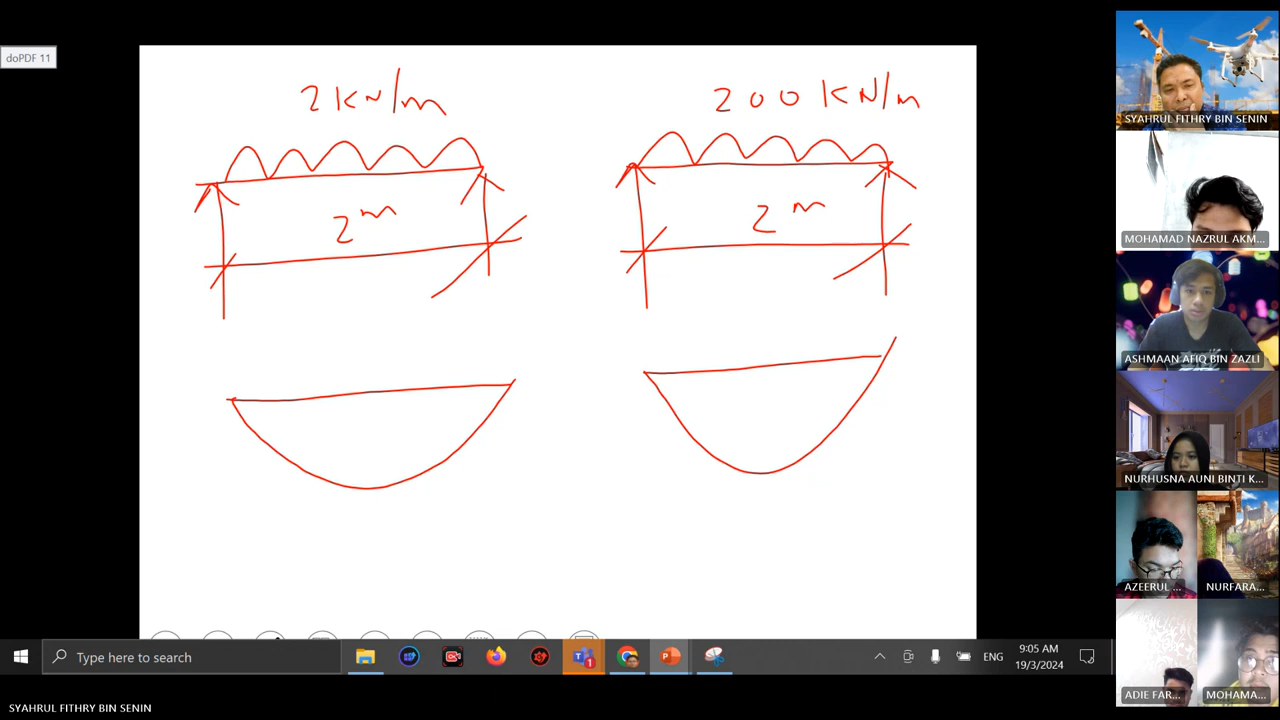 doPDF 11
2KN/m
200 KN/m
2m
2m
SYAHRUL FITHRY BIN SENIN
MOHAMAD NAZRUL AKM...
ASHMAAN AFIQ BIN ZAZLI
NURHUSNA AUNI BINTI K...
AZEERUL ...
NURFARA...
ADIE FAR...
MOHAMA...
Type here to search
1
ENG
9:05 AM
19/3/2024
SYAHRUL FITHRY BIN SENIN